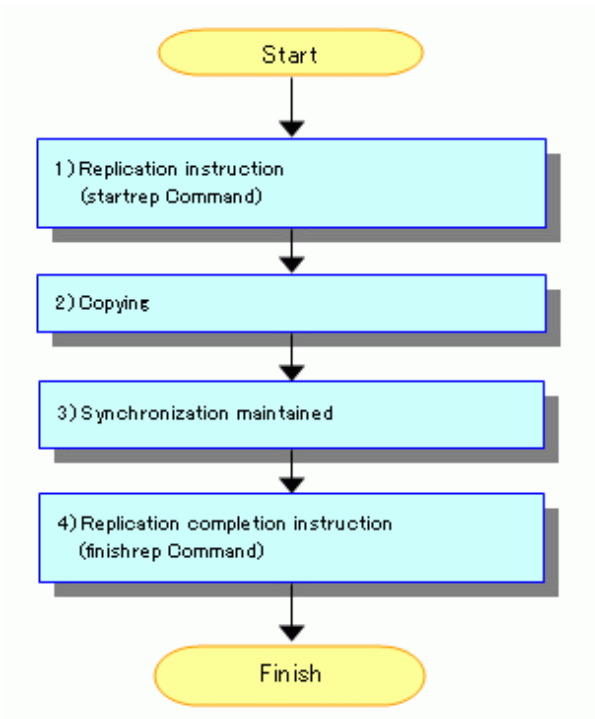 Start
1) Replication instruction
(startrep Command)
2) Copying
3) Synchronization maintained
4) Replication completion instruction
(finishrep Command)
Finish